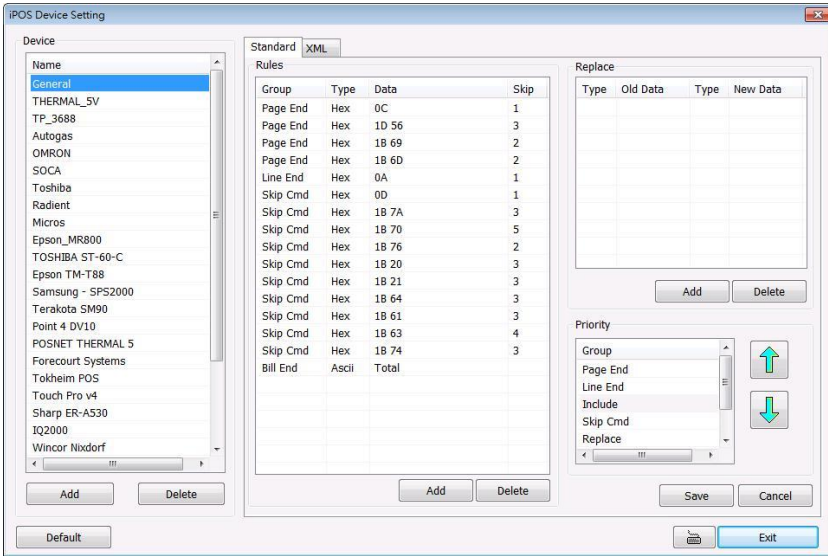 iPOS Device Setting
Device
Name
General
THERMAL_5V
TP_3688
Autogas
OMRON
SOCA
Toshiba
Radient
Micros
Epson_MR800
TOSHIBA ST-60-C
Epson TM-T88
Samsung - SPS2000
Terakota SM90
Point 4 DV10
POSNET THERMAL 5
Forecourt Systems
Tokheim POS
Touch Pro v4
Sharp ER-A530
IQ2000
Wincor Nixdorf
Add Delete
Default
Standard XML
Rules
Group Type Data Skip
Page End Hex 0C 1
Page End Hex 1D 56 3
Page End Hex 1B 69 2
Page End Hex 1B 6D 2
Line End Hex 0A 1
Skip Cmd Hex 0D 1
Skip Cmd Hex 1B 7A 3
Skip Cmd Hex 1B 70 5
Skip Cmd Hex 1B 76 2
Skip Cmd Hex 1B 20 3
Skip Cmd Hex 1B 21 3
Skip Cmd Hex 1B 64 3
Skip Cmd Hex 1B 61 3
Skip Cmd Hex 1B 63 4
Skip Cmd Hex 1B 74 3
Bill End Ascii Total
Add Delete
Replace
Type Old Data Type New Data
Add Delete
Priority
Group
Page End
Line End
Include
Skip Cmd
Replace
Save Cancel
Exit